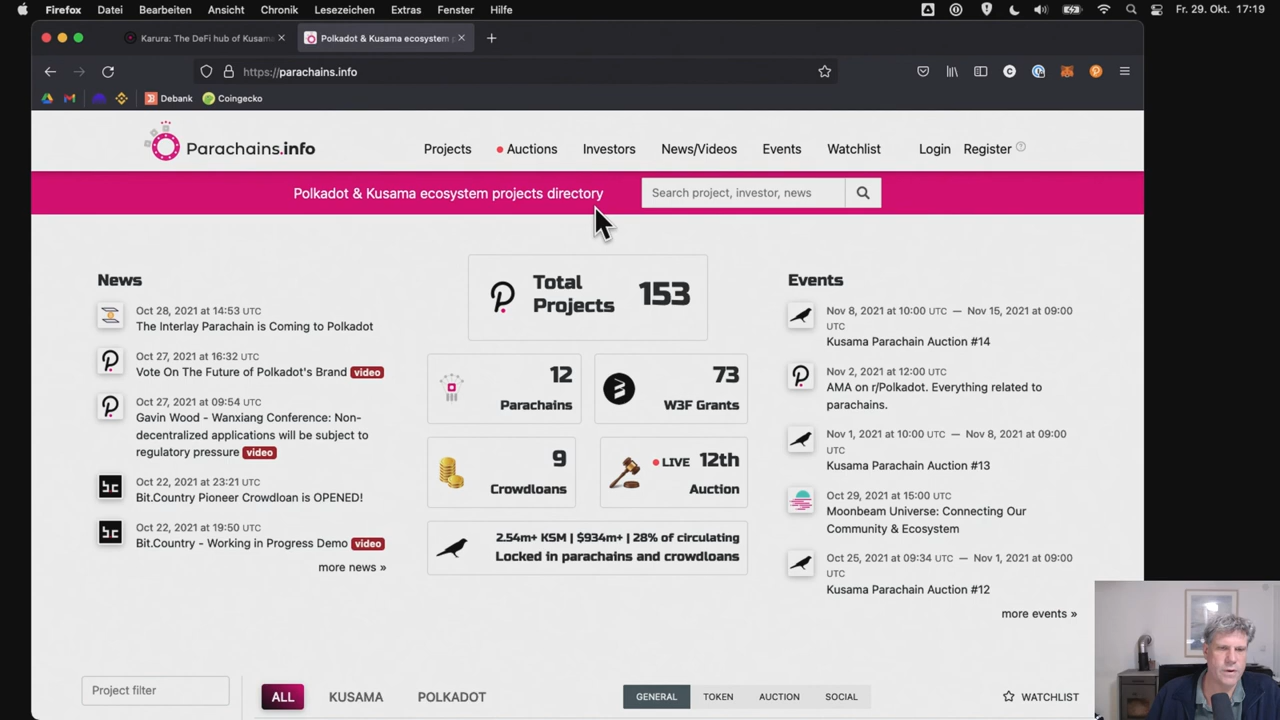 Firefox Datei Bearbeiten Ansicht Chronik Lesezeichen Extras Fenster Hilfe Fr. 29. Okt. 17:19
Karura: The DeFi hub of Kusam
Polkadot & Kusama ecosystem p
https://parachains.info
Debank Coingecko
Parachains.info
Projects Auctions Investors News/Videos Events Watchlist Login Register
Polkadot & Kusama ecosystem projects directory
Search project, investor, news
News
Oct 28, 2021 at 14:53 UTC
The Interlay Parachain is Coming to Polkadot
Oct 27, 2021 at 16:32 UTC
Vote On The Future of Polkadot's Brand video
Oct 27, 2021 at 09:54 UTC
Gavin Wood - Wanxiang Conference: Non-
decentralized applications will be subject to
regulatory pressure video
Oct 22, 2021 at 23:21 UTC
Bit.Country Pioneer Crowdloan is OPENED!
Oct 22, 2021 at 19:50 UTC
Bit.Country - Working in Progress Demo video
more news »
Total
Projects
153
12
Parachains
73
W3F Grants
9
Crowdloans
LIVE 12th
Auction
2.54m+ KSM | $934m+ | 28% of circulating
Locked in parachains and crowdloans
Events
Nov 8, 2021 at 10:00 UTC — Nov 15, 2021 at 09:00
UTC
Kusama Parachain Auction #14
Nov 2, 2021 at 12:00 UTC
AMA on r/Polkadot. Everything related to
parachains.
Nov 1, 2021 at 10:00 UTC — Nov 8, 2021 at 09:00
UTC
Kusama Parachain Auction #13
Oct 29, 2021 at 15:00 UTC
Moonbeam Universe: Connecting Our
Community & Ecosystem
Oct 25, 2021 at 09:34 UTC — Nov 1, 2021 at 09:00
UTC
Kusama Parachain Auction #12
more events »
Project filter
ALL KUSAMA POLKADOT
GENERAL TOKEN AUCTION SOCIAL
WATCHLIST